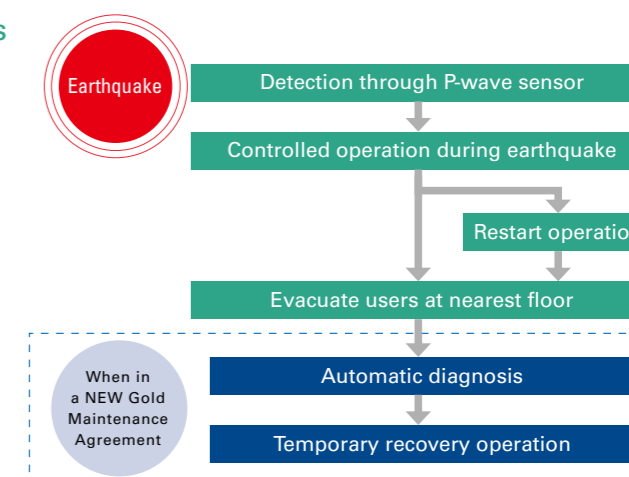 s
Earthquake
Detection through P-wave sensor
Controlled operation during earthquake
Restart operatio
Evacuate users at nearest floor
When in
a NEW Gold
Maintenance
Agreement
Automatic diagnosis
Temporary recovery operation